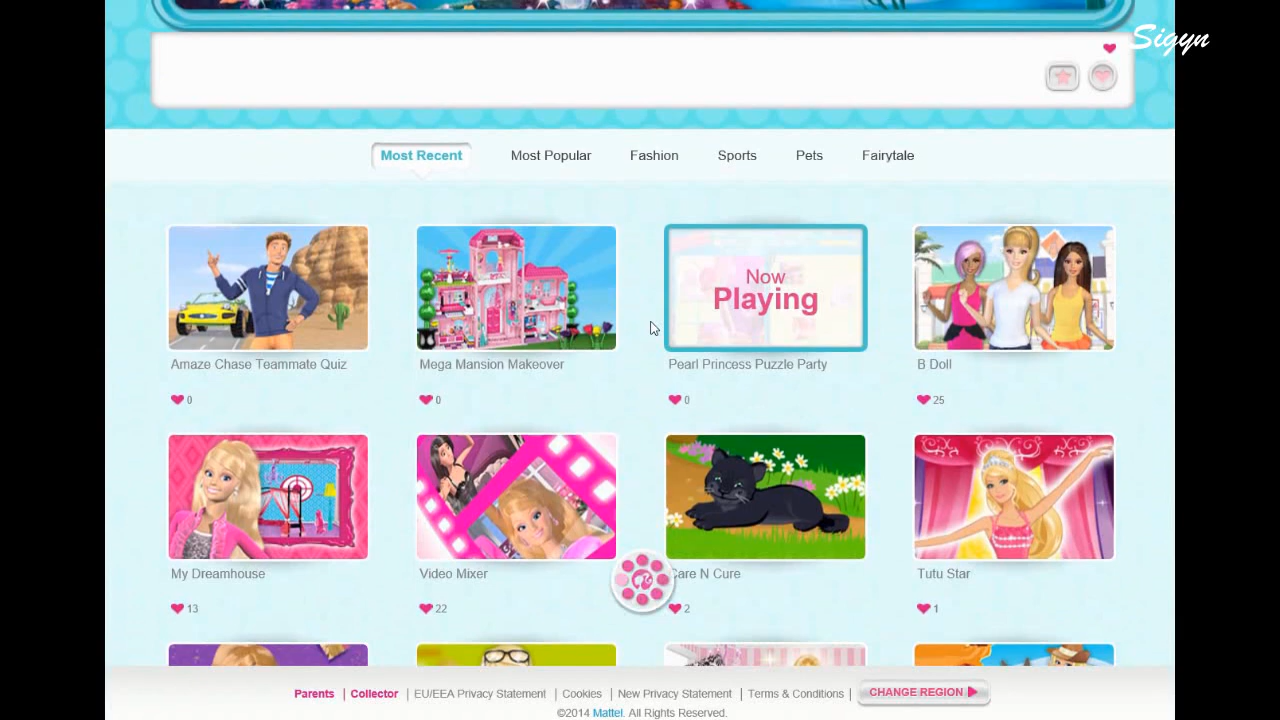 Sigyn
Most Recent Most Popular Fashion Sports Pets Fairytale
Now
Playing
Amaze Chase Teammate Quiz Mega Mansion Makeover Pearl Princess Puzzle Party B Doll
0 0 0 25
My Dreamhouse Video Mixer Care N Cure Tutu Star
13 22 2 1
Parents | Collector | EU/EEA Privacy Statement | Cookies | New Privacy Statement | Terms & Conditions | CHANGE REGION
©2014 Mattel. All Rights Reserved.